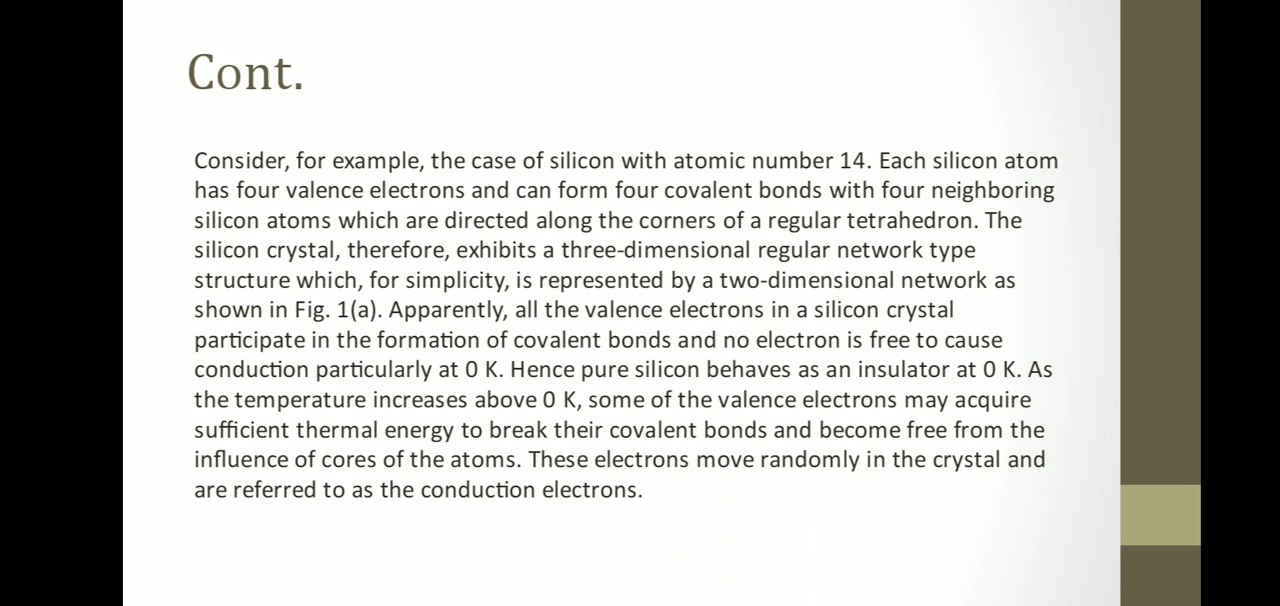 Cont.
Consider, for example, the case of silicon with atomic number 14. Each silicon atom
has four valence electrons and can form four covalent bonds with four neighboring
silicon atoms which are directed along the corners of a regular tetrahedron. The
silicon crystal, therefore, exhibits a three-dimensional regular network type
structure which, for simplicity, is represented by a two-dimensional network as
shown in Fig. 1(a). Apparently, all the valence electrons in a silicon crystal
participate in the formation of covalent bonds and no electron is free to cause
conduction particularly at 0 K. Hence pure silicon behaves as an insulator at 0 K. As
the temperature increases above 0 K, some of the valence electrons may acquire
sufficient thermal energy to break their covalent bonds and become free from the
influence of cores of the atoms. These electrons move randomly in the crystal and
are referred to as the conduction electrons.